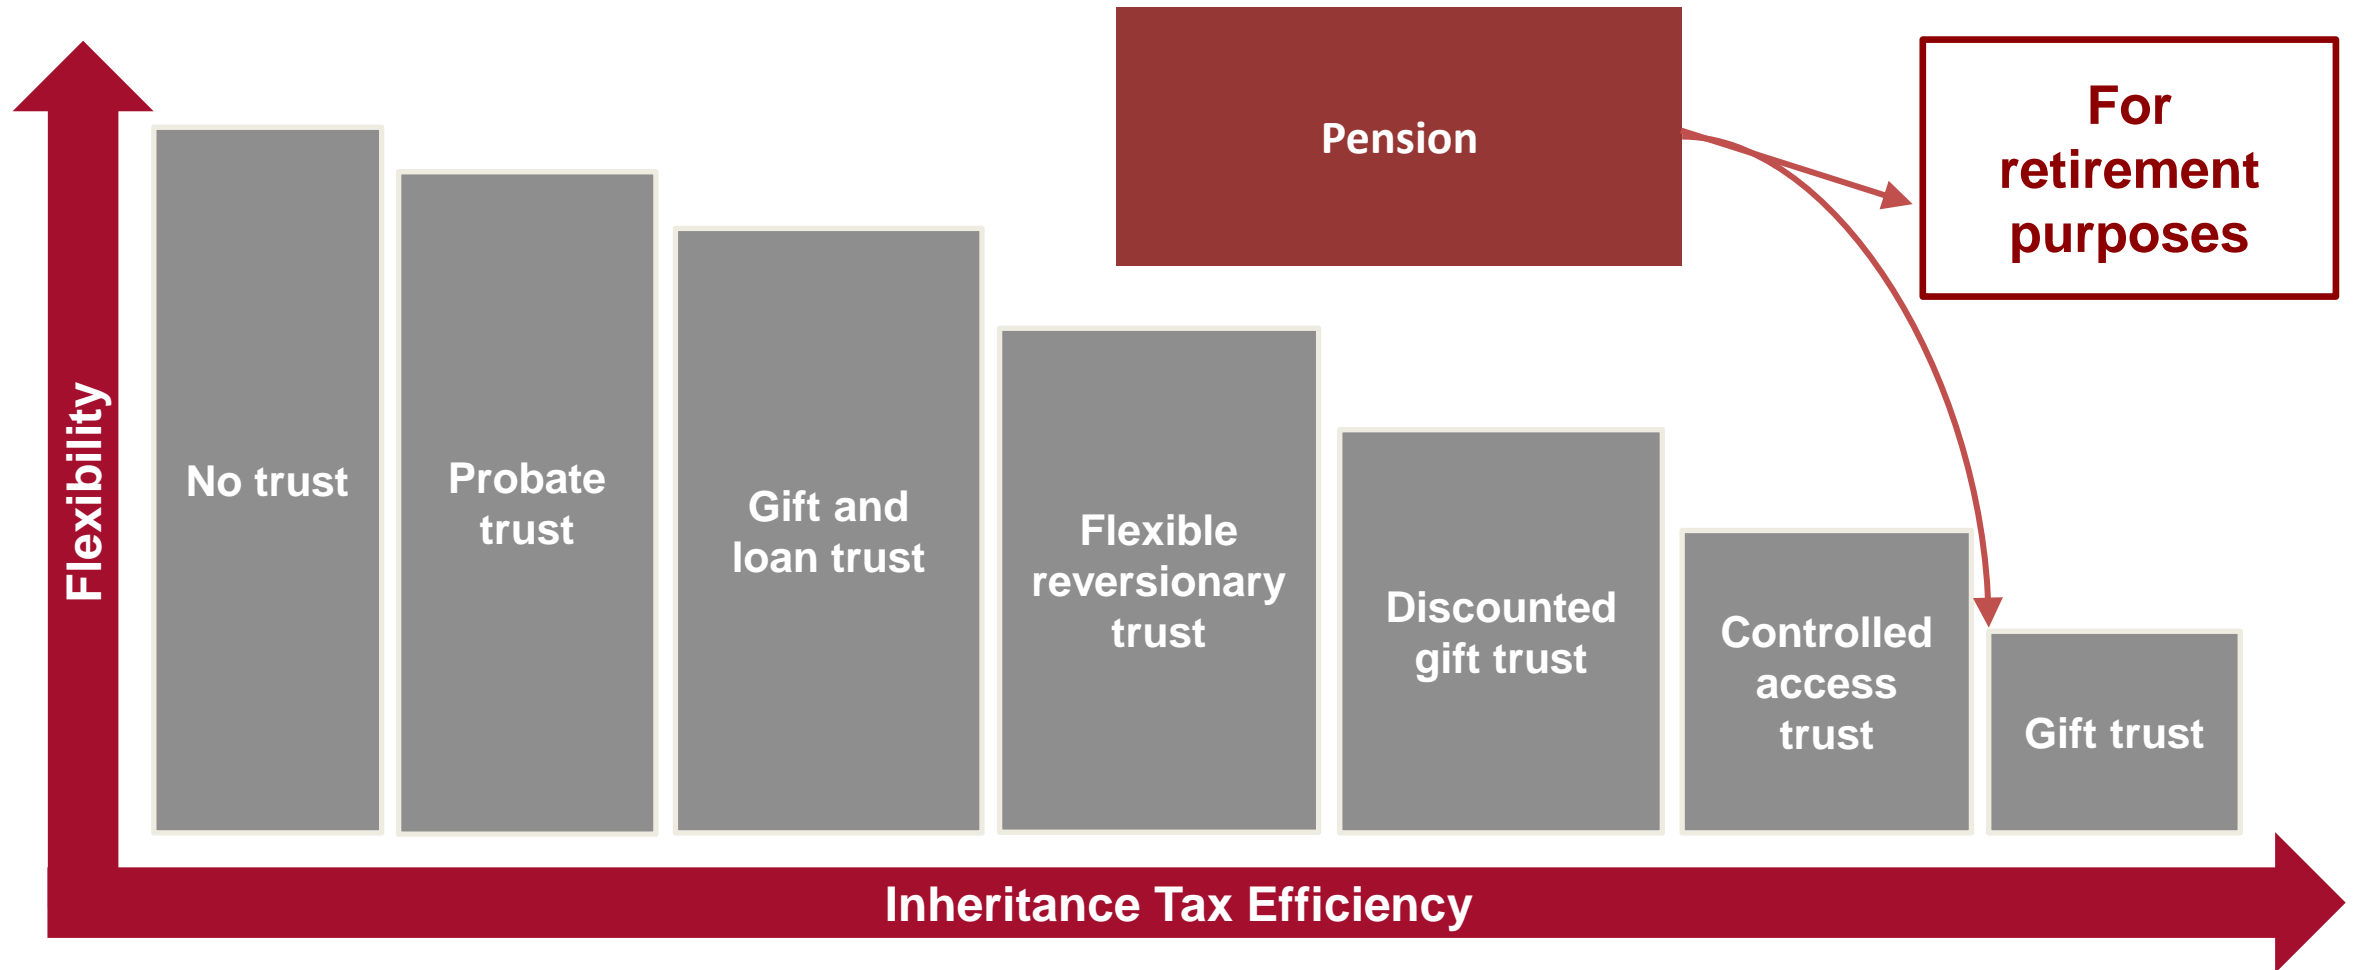 Flexibility
No trust
Probate
trust
Gift and
loan trust
Flexible
reversionary
trust
Discounted
gift trust
Controlled
access
trust
Gift trust
Pension
For
retirement
purposes
Inheritance Tax Efficiency